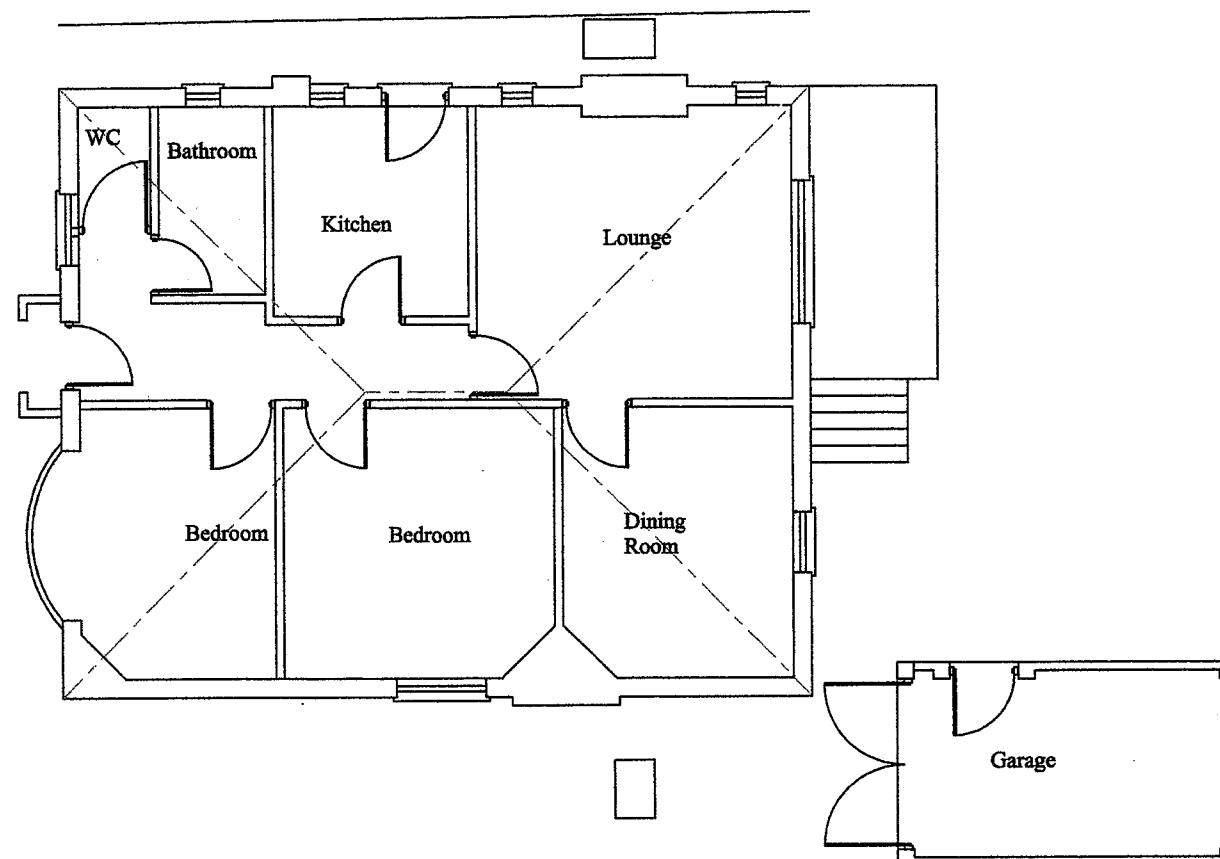 WC
Bathroom
Kitchen
Lounge
Bedroom
Bedroom
Dining
Room
Garage